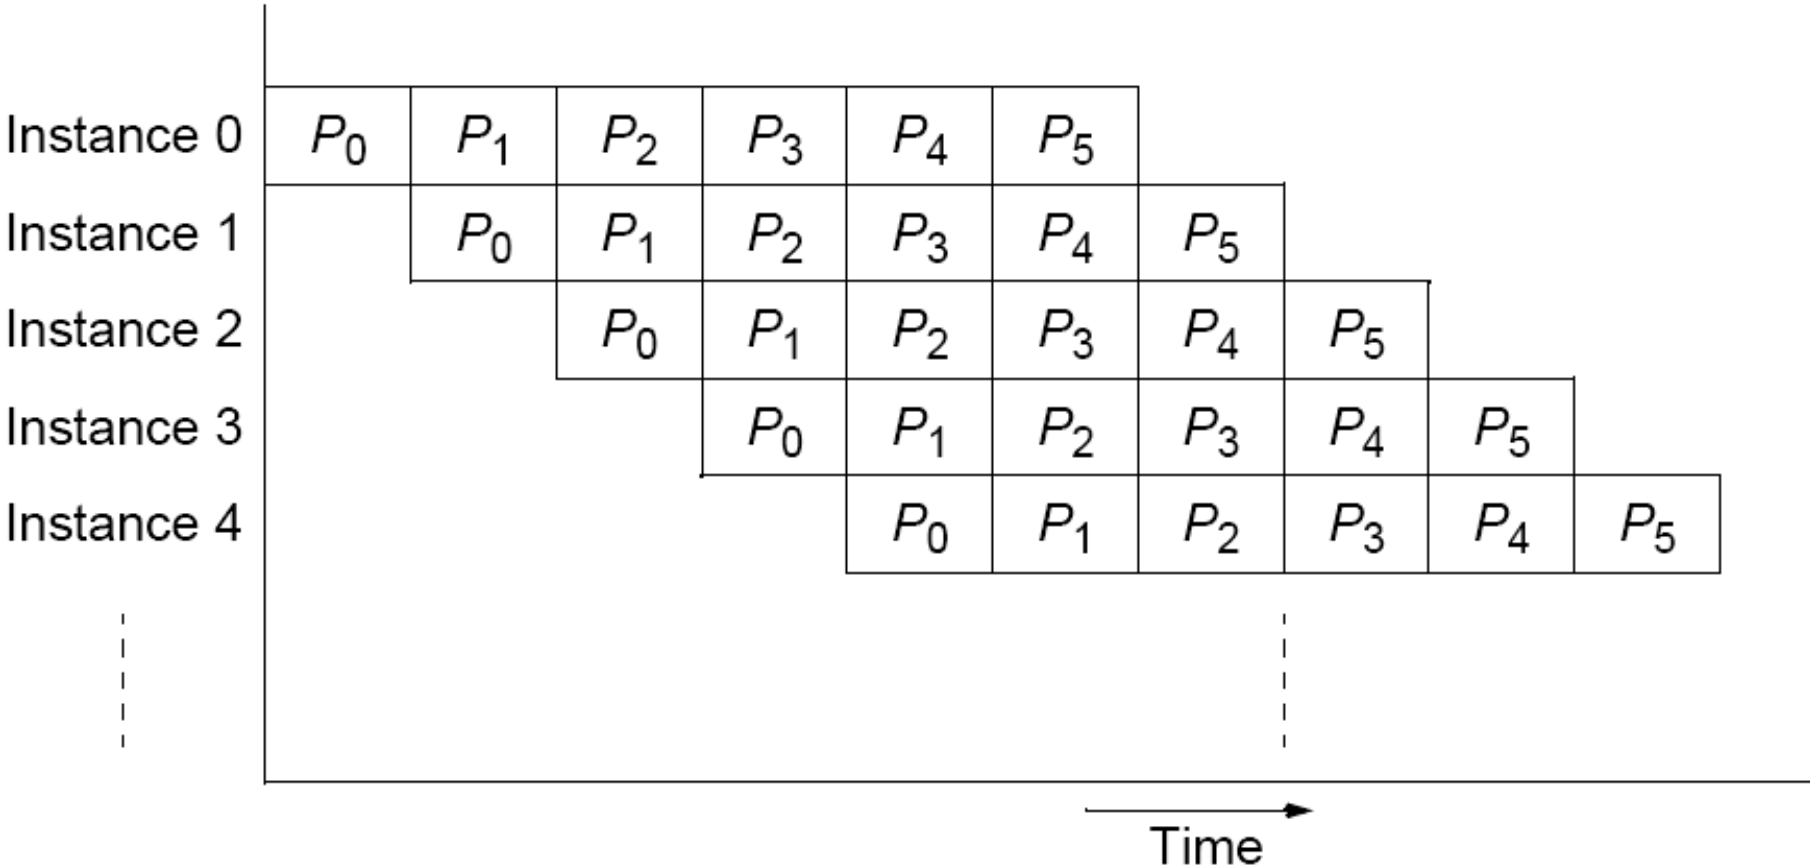 Instance 0 P0 P1 P2 P3 P4 P5
Instance 1 P0 P1 P2 P3 P4 P5
Instance 2 P0 P1 P2 P3 P4 P5
Instance 3 P0 P1 P2 P3 P4 P5
Instance 4 P0 P1 P2 P3 P4 P5
Time